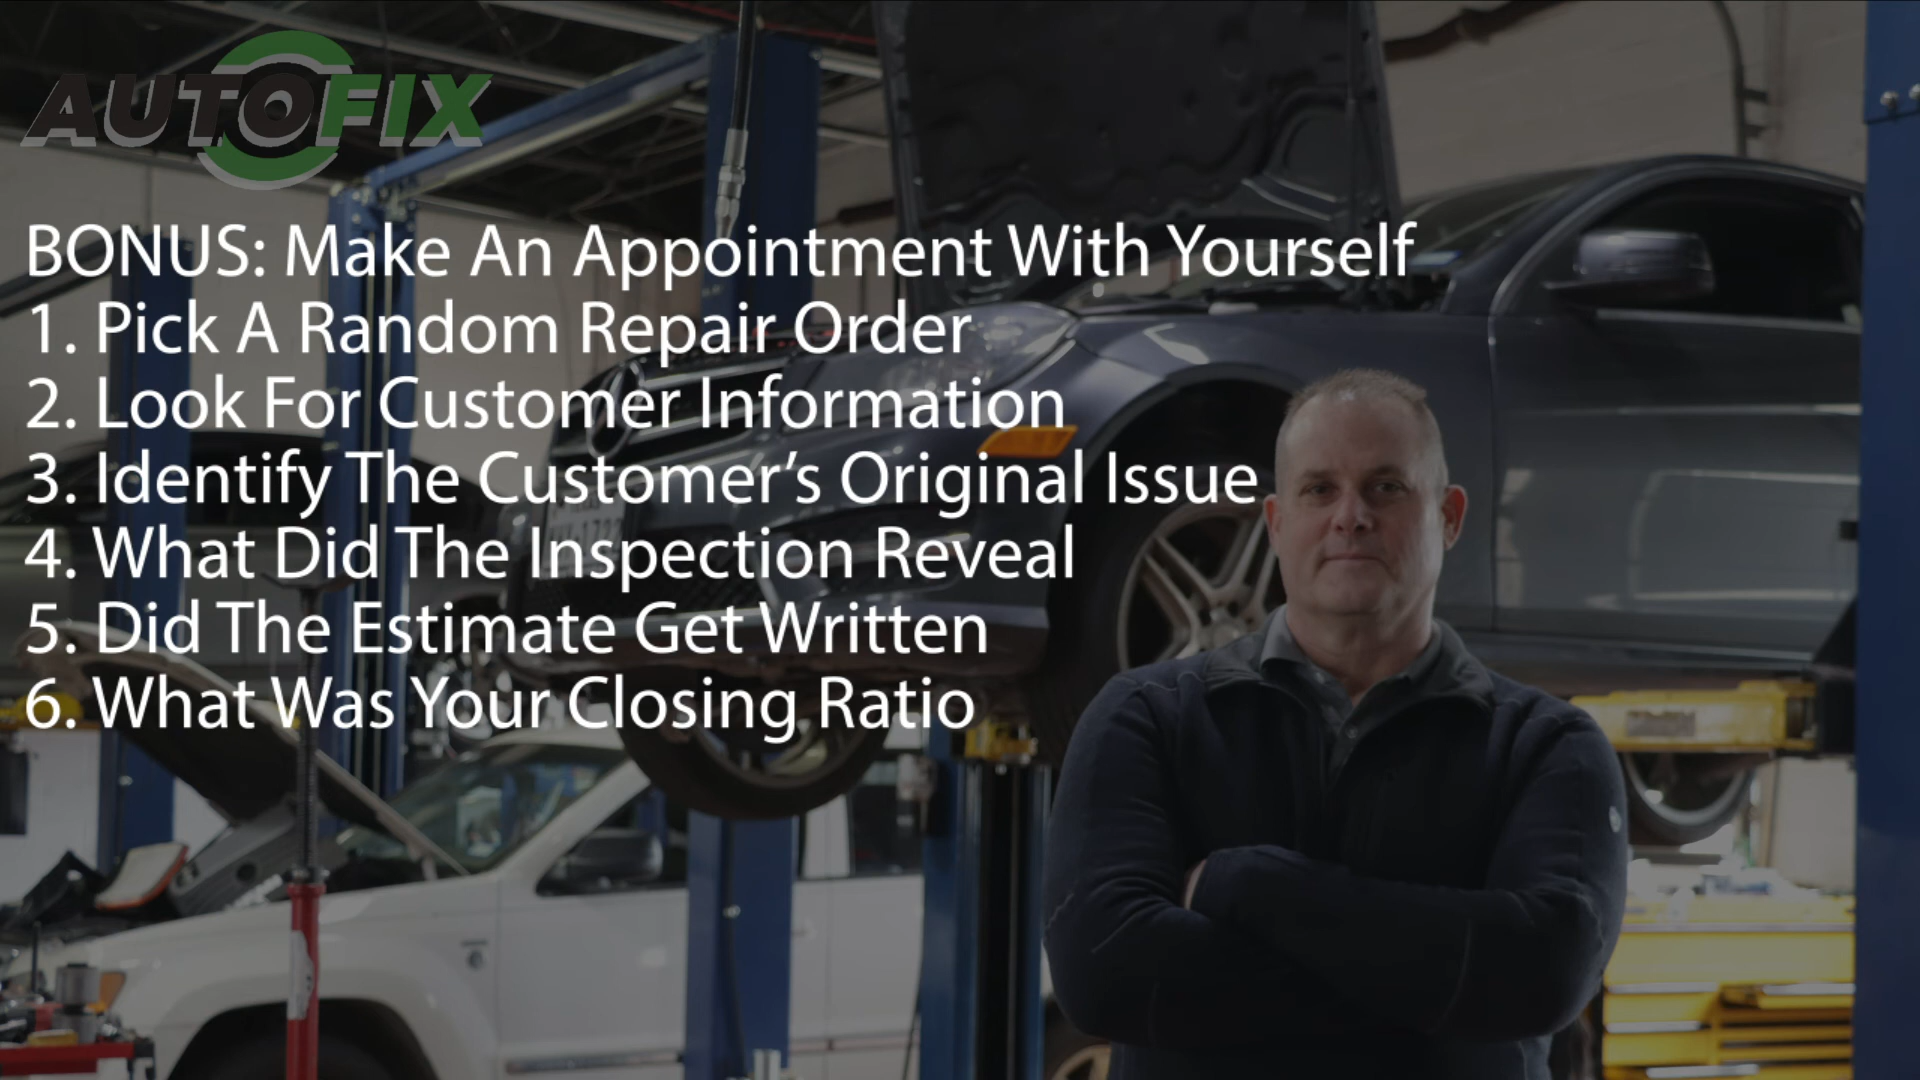 AUTOFIX
BONUS: Make An Appointment With Yourself
1. Pick A Random Repair Order
2. Look For Customer Information
3. Identify The Customer’s Original Issue
4. What Did The Inspection Reveal
5. Did The Estimate Get Written
6. What Was Your Closing Ratio